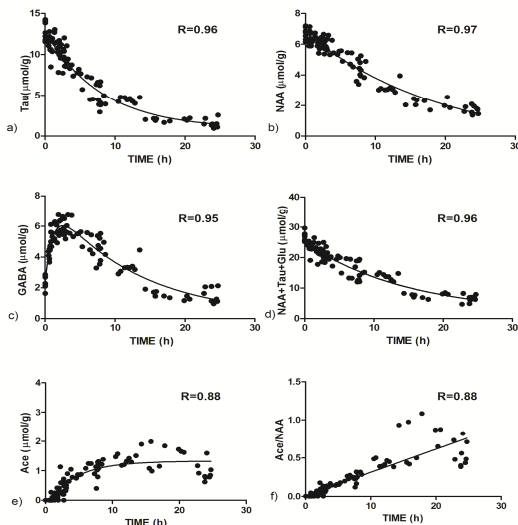 R=0.96
15
10
5
0
Tau(μmol/g)
0 10 20 30
TIME (h)
a)
R=0.97
8
6
4
2
0
NAA (μmol/g)
0 10 20 30
TIME (h)
b)
R=0.95
8
6
4
2
0
GABA (μmol/g)
0 10 20 30
TIME (h)
c)
R=0.96
40
30
20
10
0
NAA+Tau+Glu (μmol/g)
0 10 20 30
TIME (h)
d)
R=0.88
4
3
2
1
0
Ace (μmol/g)
0 10 20 30
TIME (h)
e)
R=0.88
1.5
1.0
0.5
0.0
Ace/NAA
0 10 20 30
TIME (h)
f)